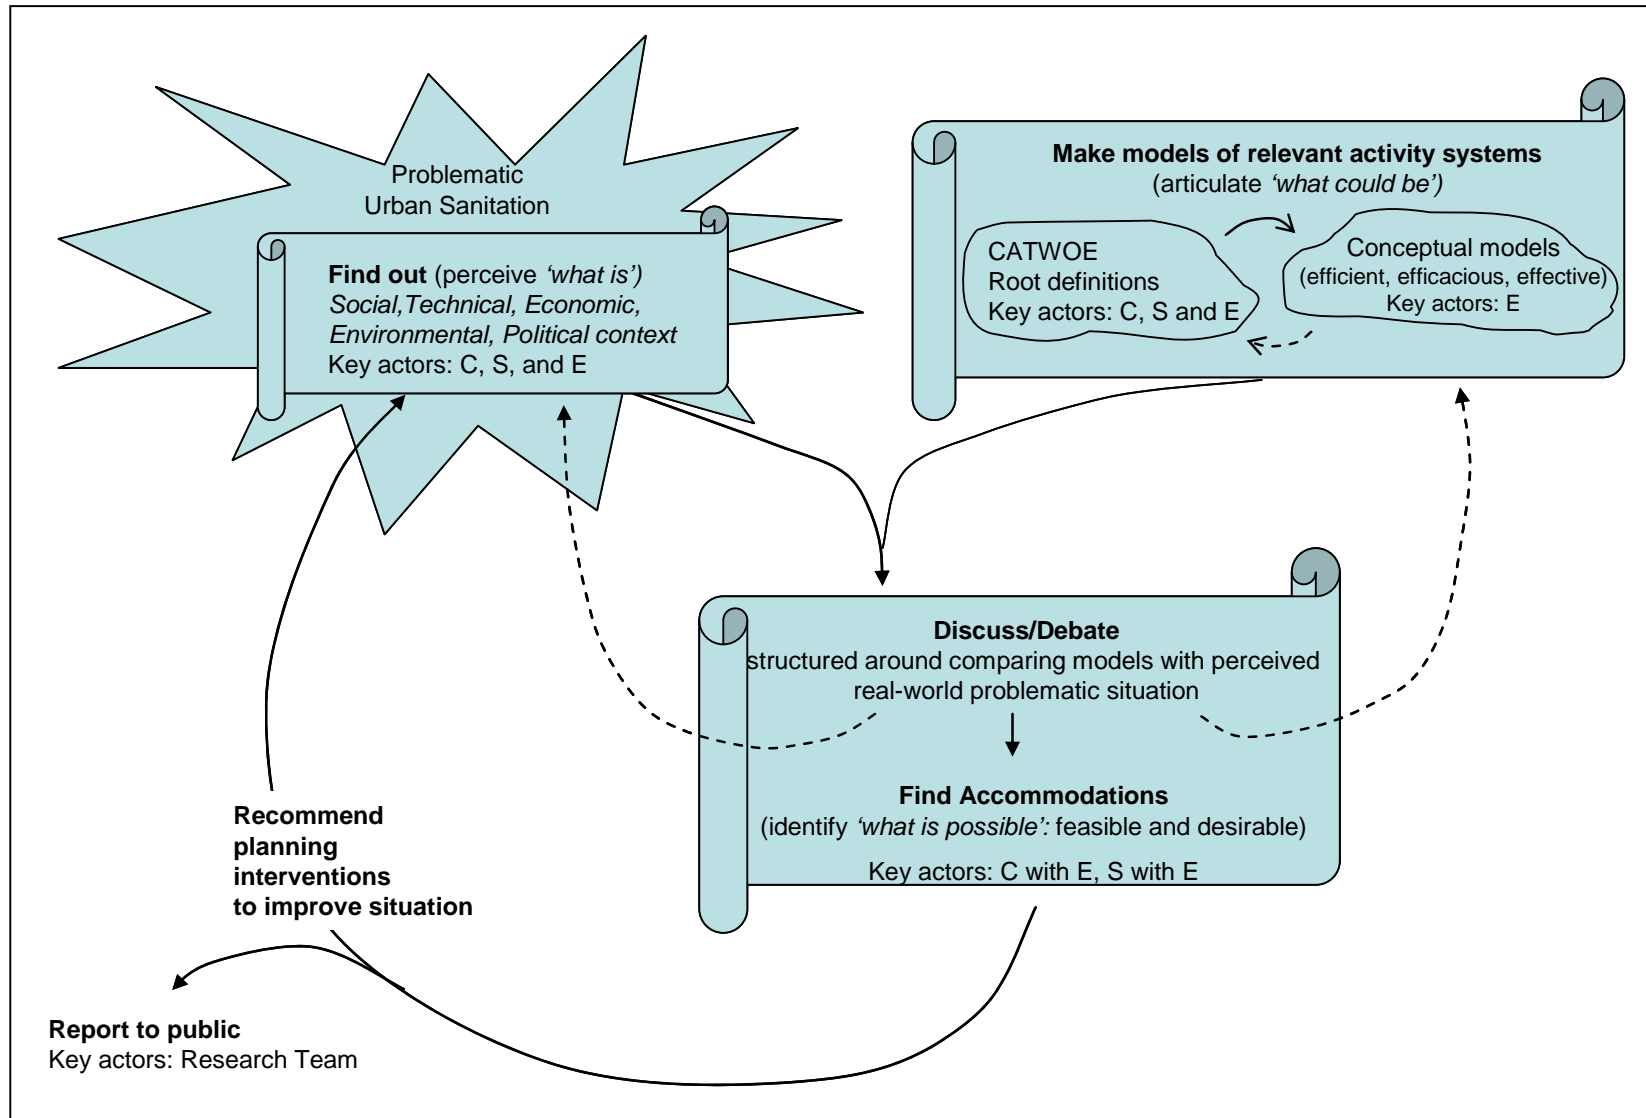 Problematic
Urban Sanitation
Find out (perceive ‘what is’)
Social,Technical, Economic,
Environmental, Political context
Key actors: C, S, and E
Make models of relevant activity systems
(articulate ‘what could be’)
CATWOE
Root definitions
Key actors: C, S and E
Conceptual models
(efficient, efficacious, effective)
Key actors: E
Discuss/Debate
structured around comparing models with perceived
real-world problematic situation
Find Accommodations
(identify ‘what is possible’: feasible and desirable)
Key actors: C with E, S with E
Recommend
planning
interventions
to improve situation
Report to public
Key actors: Research Team